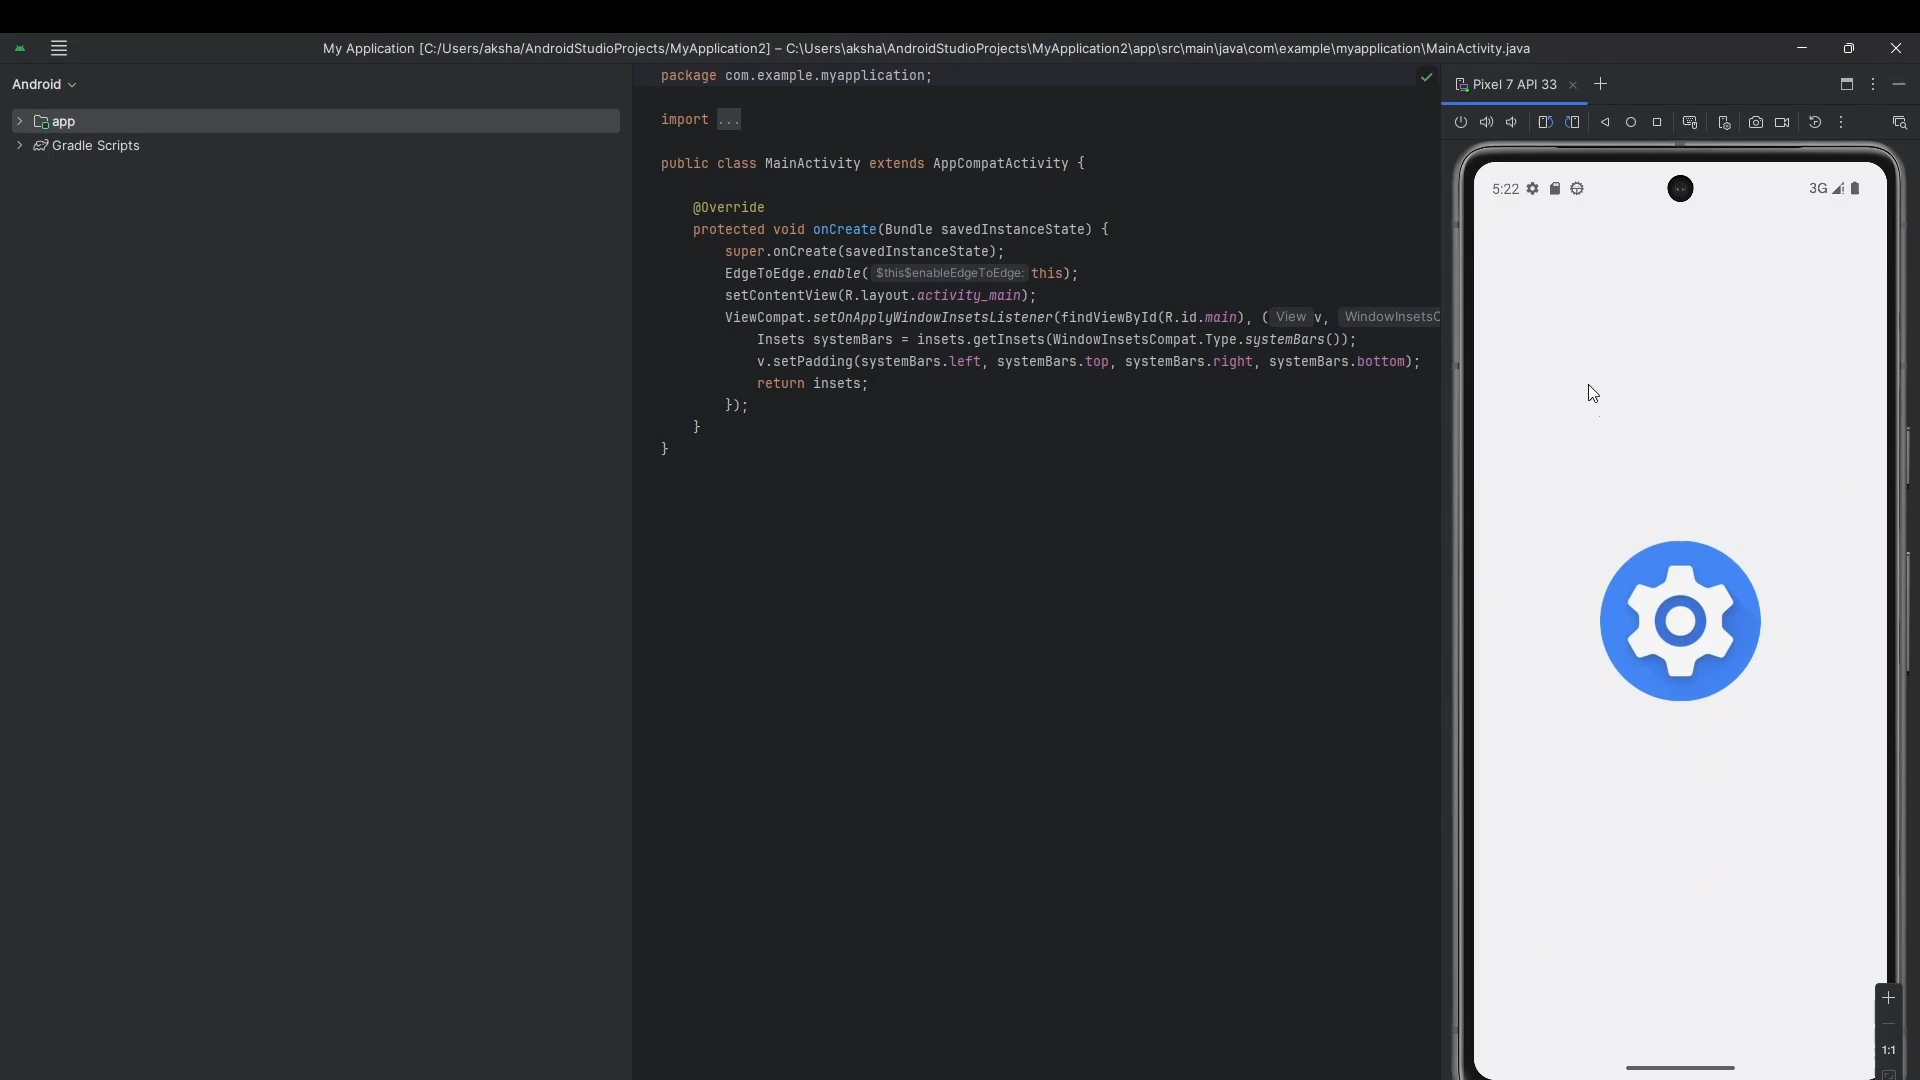 My Application [C:/Users/aksha/AndroidStudioProjects/MyApplication2] – C:\Users\aksha\AndroidStudioProjects\MyApplication2\app\src\main\java\com\example\myapplication\MainActivity.java
Android
app
Gradle Scripts
package com.example.myapplication;
import ...
public class MainActivity extends AppCompatActivity {
@Override
protected void onCreate(Bundle savedInstanceState) {
super.onCreate(savedInstanceState);
EdgeToEdge.enable( $this$enableEdgeToEdge: this);
setContentView(R.layout.activity_main);
ViewCompat.setOnApplyWindowInsetsListener(findViewById(R.id.main), ( View v, WindowInsetsC
Insets systemBars = insets.getInsets(WindowInsetsCompat.Type.systemBars());
v.setPadding(systemBars.left, systemBars.top, systemBars.right, systemBars.bottom);
return insets;
});
}
}
Pixel 7 API 33
5:22
3G
1:1